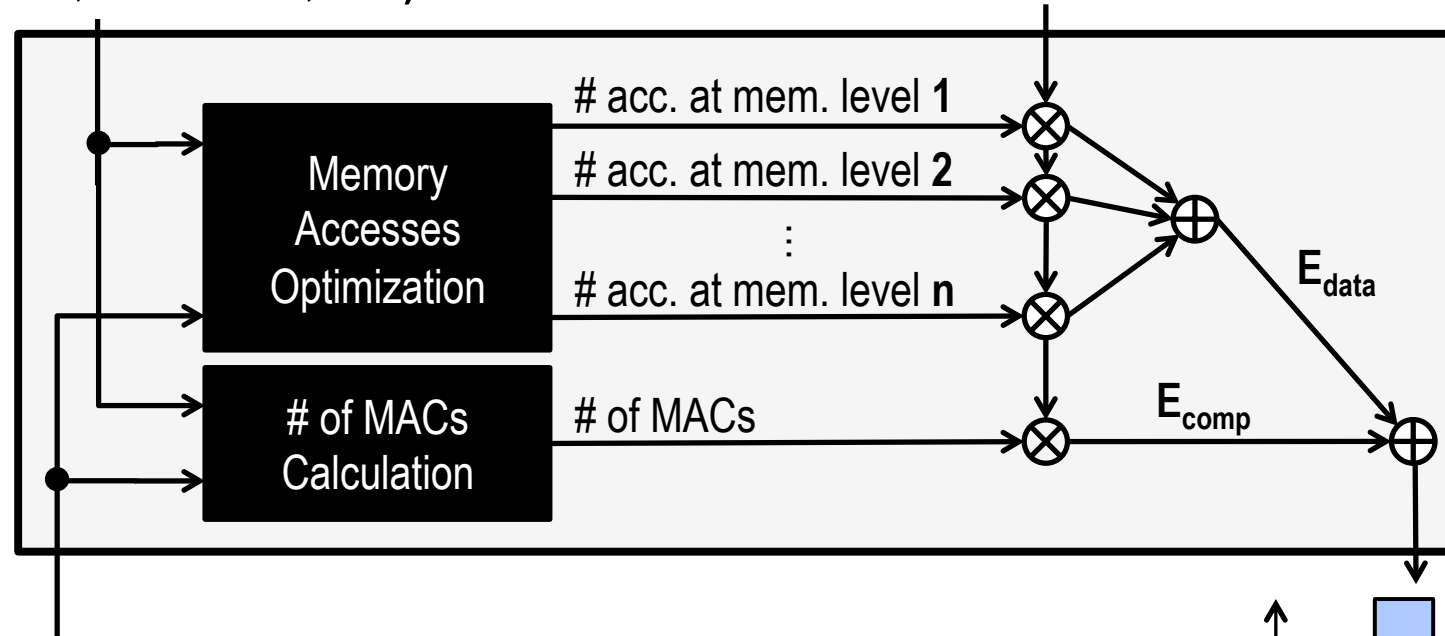 Memory
Accesses
Optimization
# acc. at mem. level 1
# acc. at mem. level 2
...
# acc. at mem. level n
# of MACs
Calculation
# of MACs
E_data
E_comp